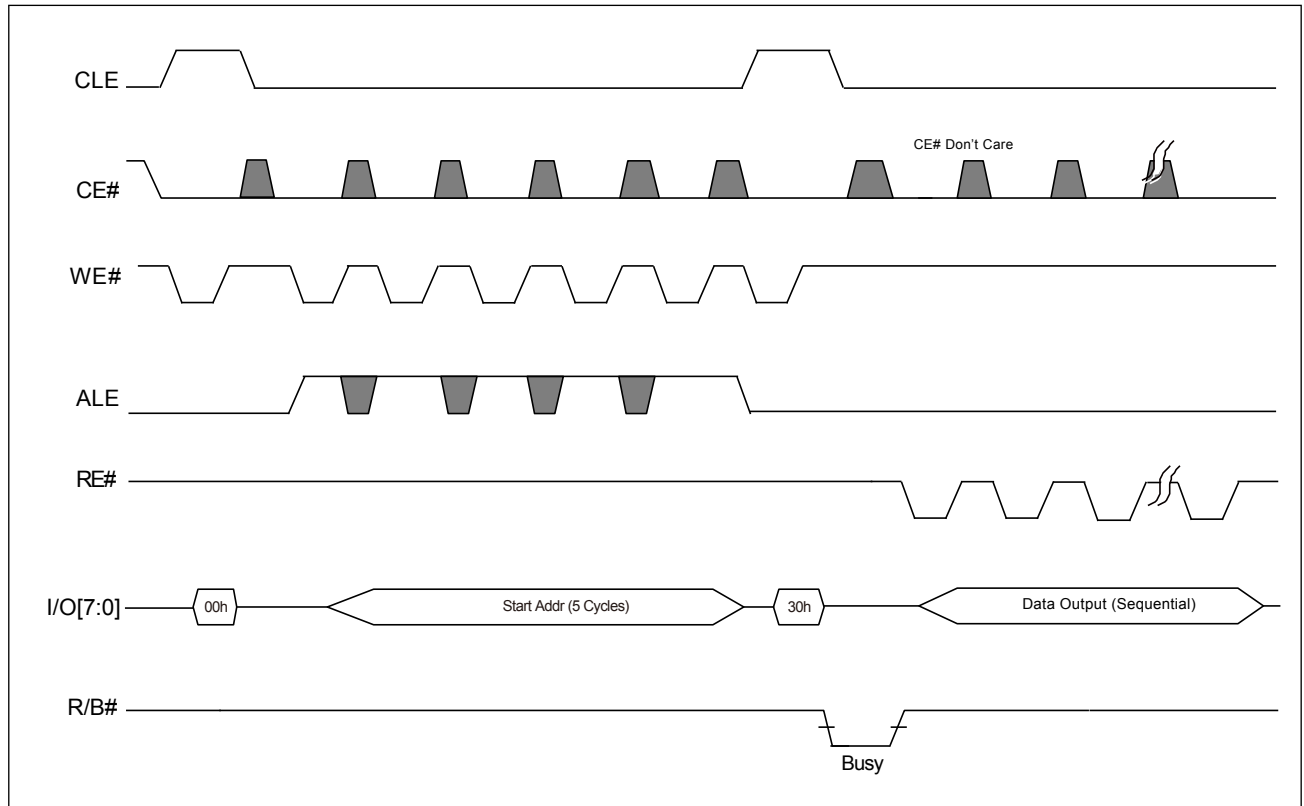 CLE
CE# Don't Care
CE#
WE#
ALE
RE#
I/O[7:0]
00h
Start Addr (5 Cycles)
30h
Data Output (Sequential)
R/B#
Busy